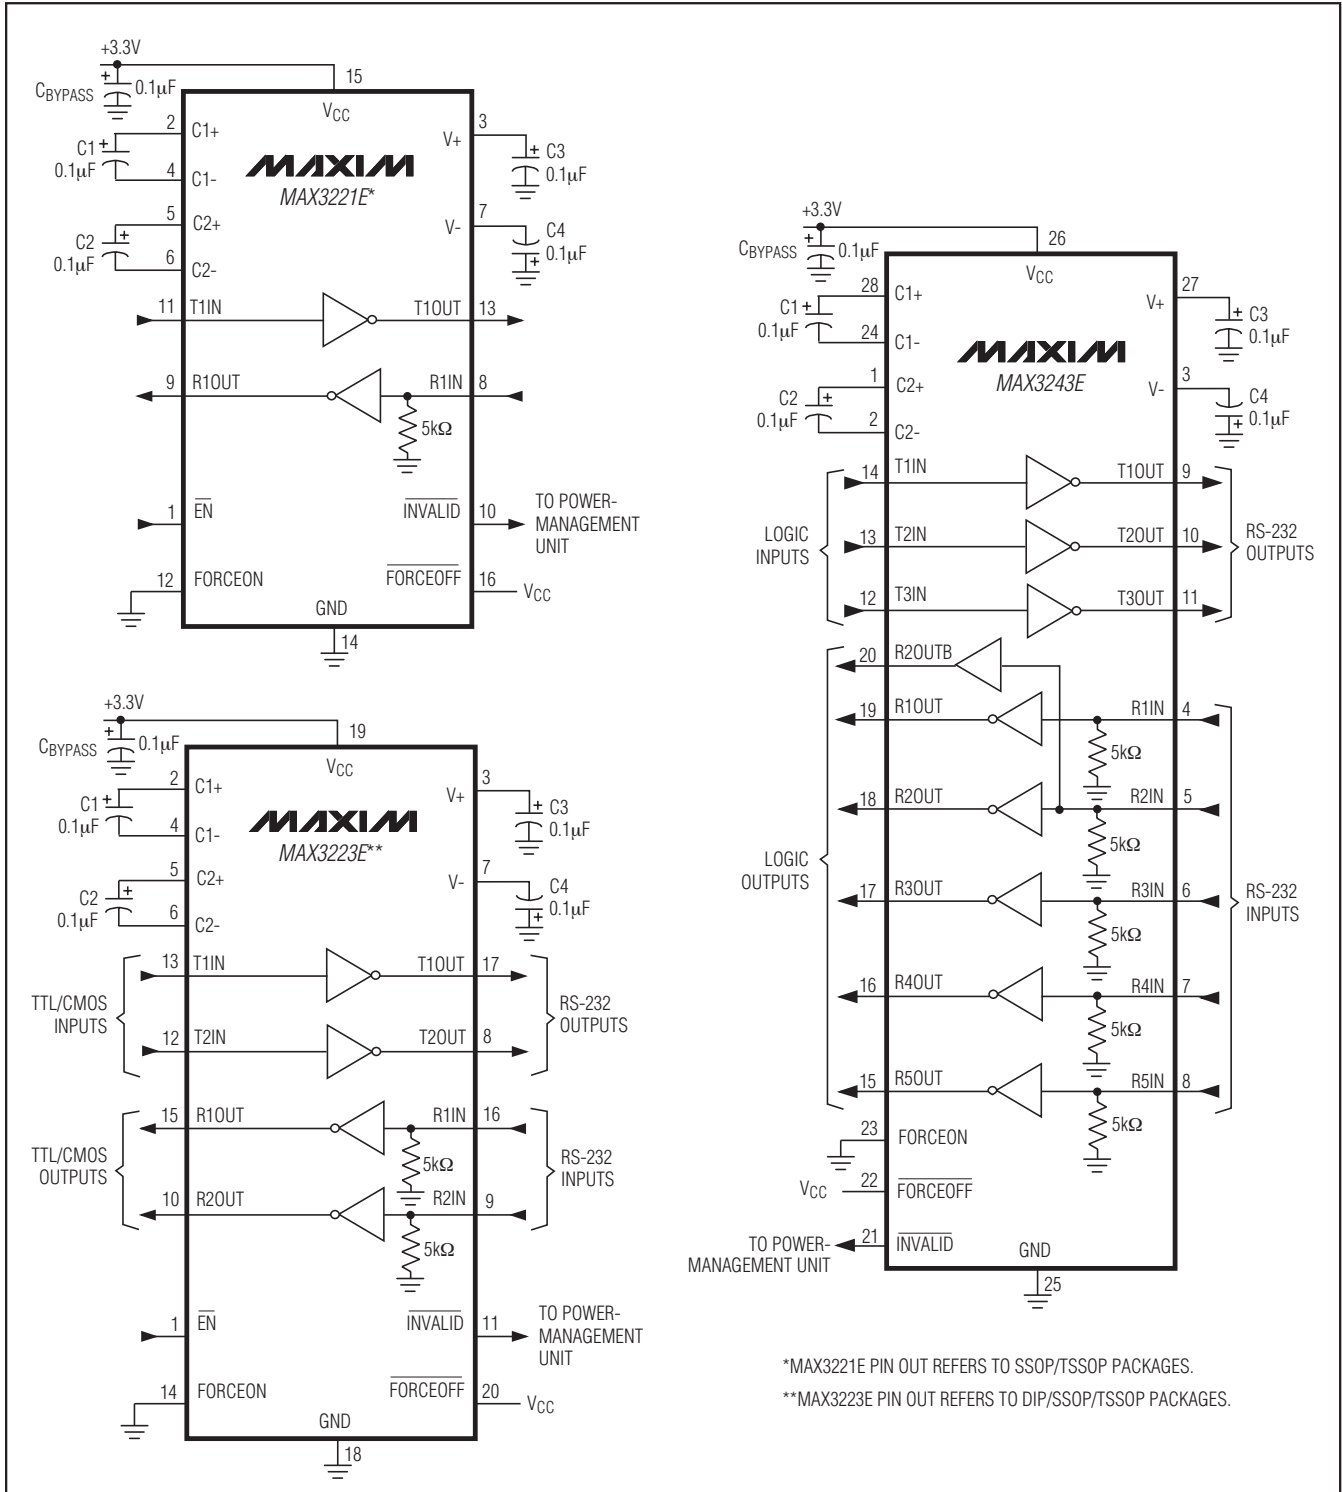 +3.3V
CBYPASS
+
0.1µF
15
VCC
2
C1+
C1
+
0.1µF
4
C1-
5
C2+
C2
+
0.1µF
6
C2-
MAXIM
MAX3221E*
3
V+
+
C3
0.1µF
7
V-
C4
0.1µF
+
11
T1IN
T1OUT
13
9
R1OUT
R1IN
8
5kΩ
1
EN
INVALID
10
TO POWER-
MANAGEMENT
UNIT
12
FORCEON
FORCEOFF
16
VCC
GND
14
+3.3V
CBYPASS
+
0.1µF
19
VCC
2
C1+
C1
+
0.1µF
4
C1-
5
C2+
C2
+
0.1µF
6
C2-
MAXIM
MAX3223E**
3
V+
+
C3
0.1µF
7
V-
C4
0.1µF
+
TTL/CMOS
INPUTS
13
T1IN
T1OUT
17
12
T2IN
T2OUT
8
RS-232
OUTPUTS
TTL/CMOS
OUTPUTS
15
R1OUT
R1IN
16
5kΩ
10
R2OUT
R2IN
9
5kΩ
RS-232
INPUTS
1
EN
INVALID
11
TO POWER-
MANAGEMENT
UNIT
14
FORCEON
FORCEOFF
20
VCC
GND
18
+3.3V
CBYPASS
+
0.1µF
26
VCC
28
C1+
C1
+
0.1µF
24
C1-
1
C2+
C2
+
0.1µF
2
C2-
MAXIM
MAX3243E
27
V+
+
C3
0.1µF
3
V-
C4
0.1µF
+
LOGIC
INPUTS
14
T1IN
T1OUT
9
13
T2IN
T2OUT
10
12
T3IN
T3OUT
11
RS-232
OUTPUTS
LOGIC
OUTPUTS
20
R2OUTB
19
R1OUT
R1IN
4
5kΩ
18
R2OUT
R2IN
5
5kΩ
17
R3OUT
R3IN
6
5kΩ
16
R4OUT
R4IN
7
5kΩ
15
R5OUT
R5IN
8
5kΩ
RS-232
INPUTS
23
FORCEON
VCC
22
FORCEOFF
TO POWER-
MANAGEMENT UNIT
21
INVALID
GND
25
*MAX3221E PIN OUT REFERS TO SSOP/TSSOP PACKAGES.
**MAX3223E PIN OUT REFERS TO DIP/SSOP/TSSOP PACKAGES.